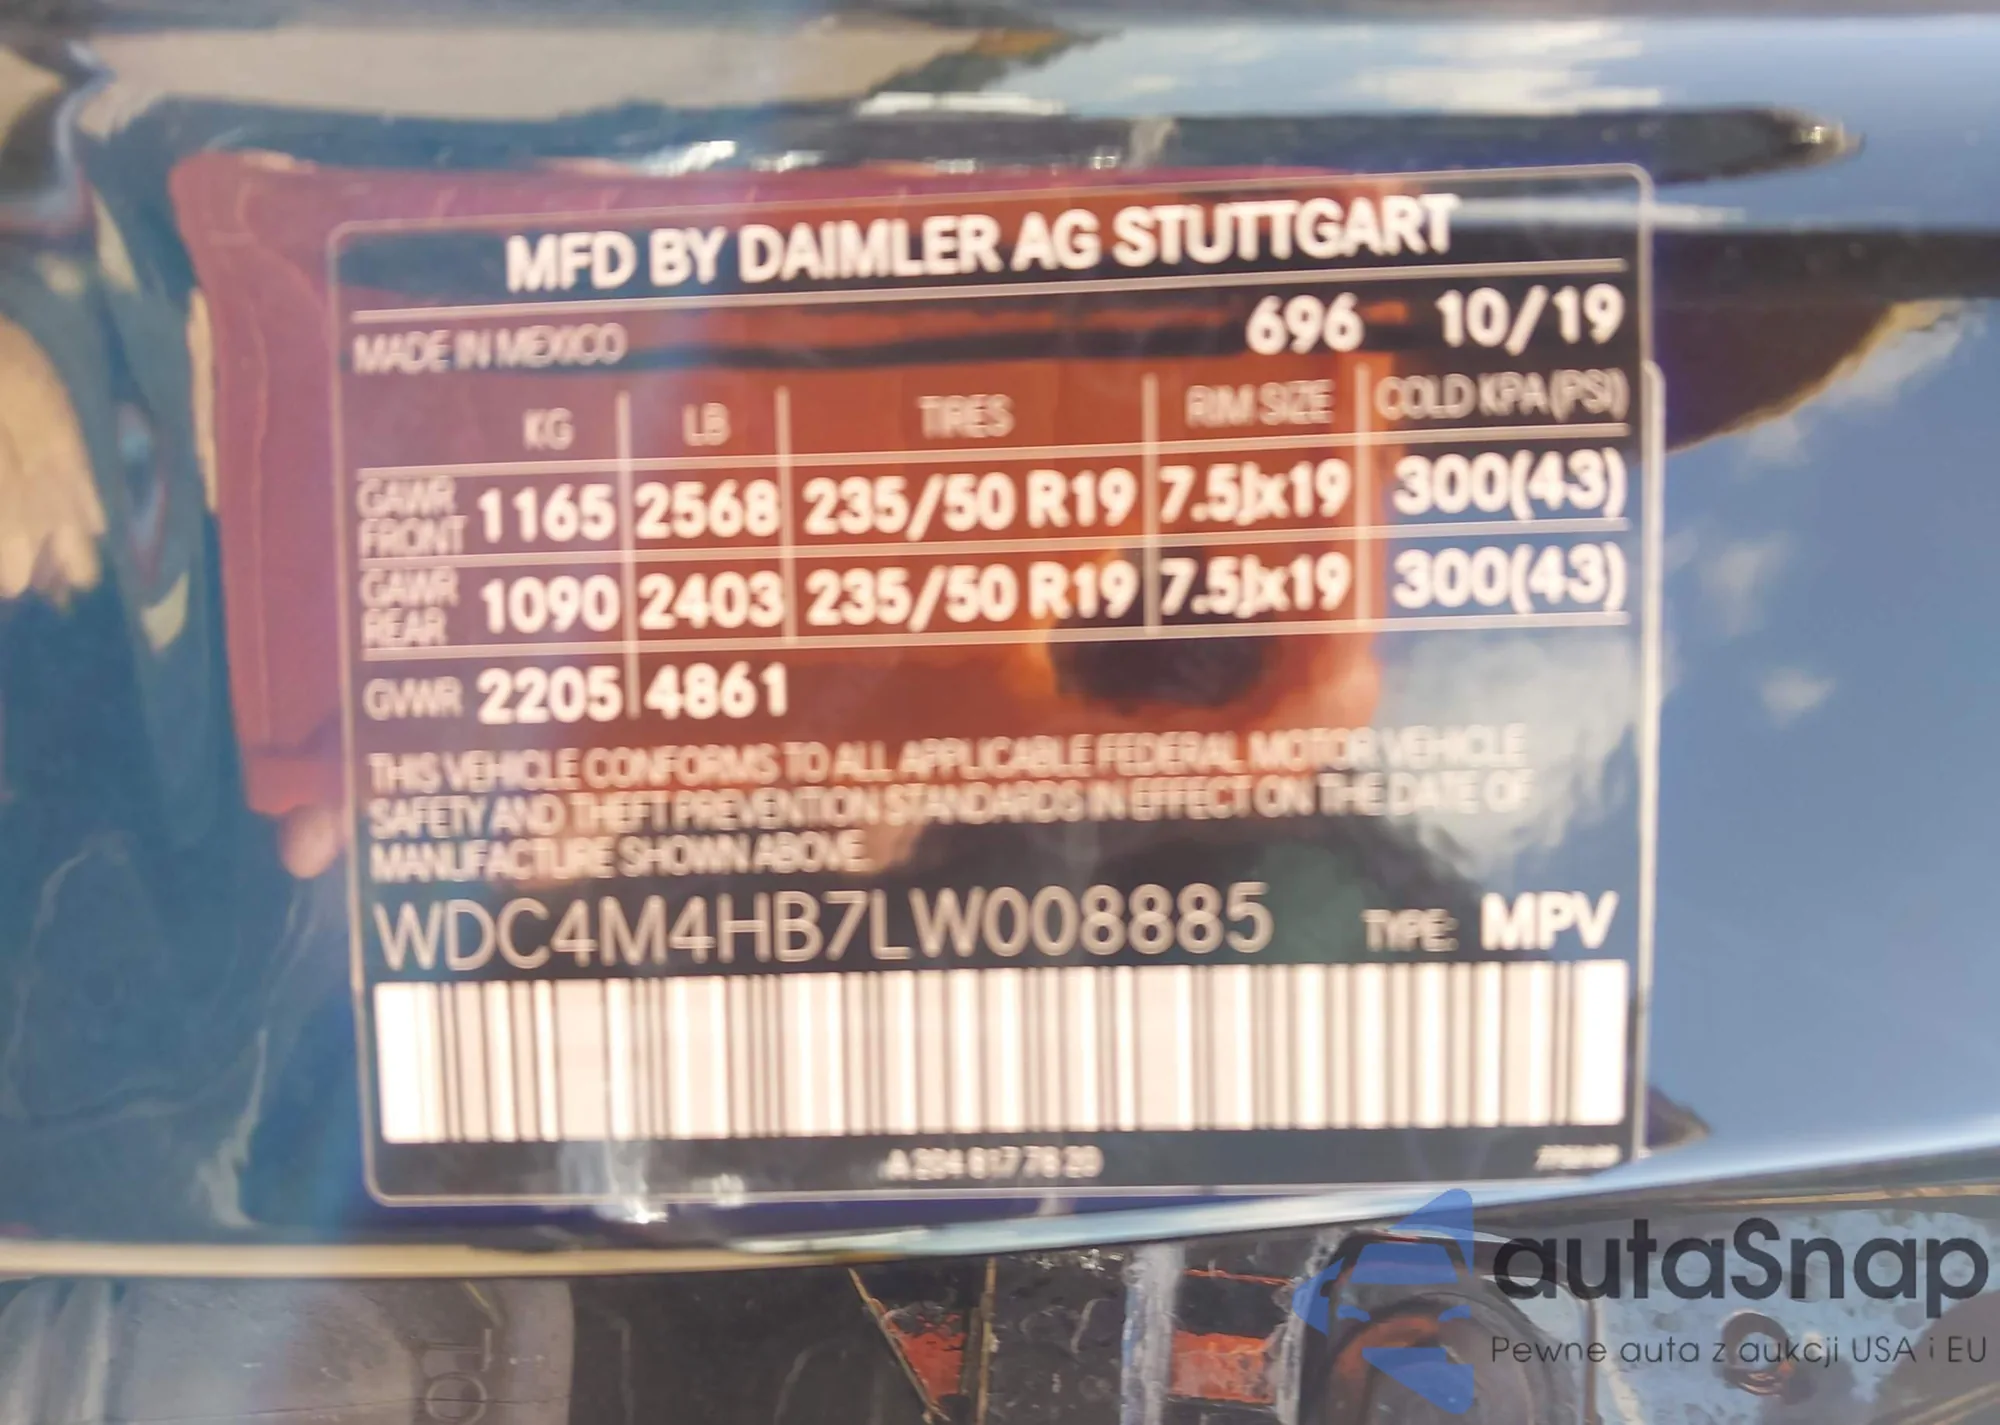 MFD BY DAIMLER AG STUTTGART
MADE IN MEXICO 696 10/19
KG LB TIRES RIM SIZE COLD KPA(PSI)
GAWR FRONT 1165 2568 235/50 R19 7.5Jx19 300(43)
GAWR REAR 1090 2403 235/50 R19 7.5Jx19 300(43)
GVWR 2205 4861
THIS VEHICLE CONFORMS TO ALL APPLICABLE FEDERAL MOTOR VEHICLE
SAFETY AND THEFT PREVENTION STANDARDS IN EFFECT ON THE DATE OF
MANUFACTURE SHOWN ABOVE.
WDC4M4HB7LW008885 TYPE: MPV
A 204 817 76 20
autaSnap
Pewne auta z aukcji USA i EU